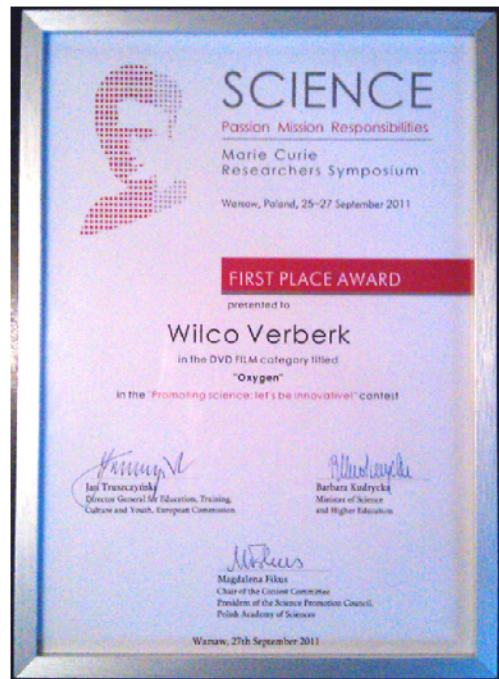 SCIENCE
Passion Mission Responsibilities
Marie Curie
Researchers Symposium
Warsaw, Poland, 25-27 September 2011
FIRST PLACE AWARD
presented to
Wilco Verberk
in the DVD FILM category titled
"Oxygen"
in the "Promoting science: let's be innovative!" contest
Jan Truszczyński
Director General for Education, Training,
Culture and Youth, European Commission
Barbara Kudrycka
Minister of Science
and Higher Education
Magdalena Fikus
Chair of the Contest Committee
President of the Science Promotion Council,
Polish Academy of Sciences
Warsaw, 27th September 2011